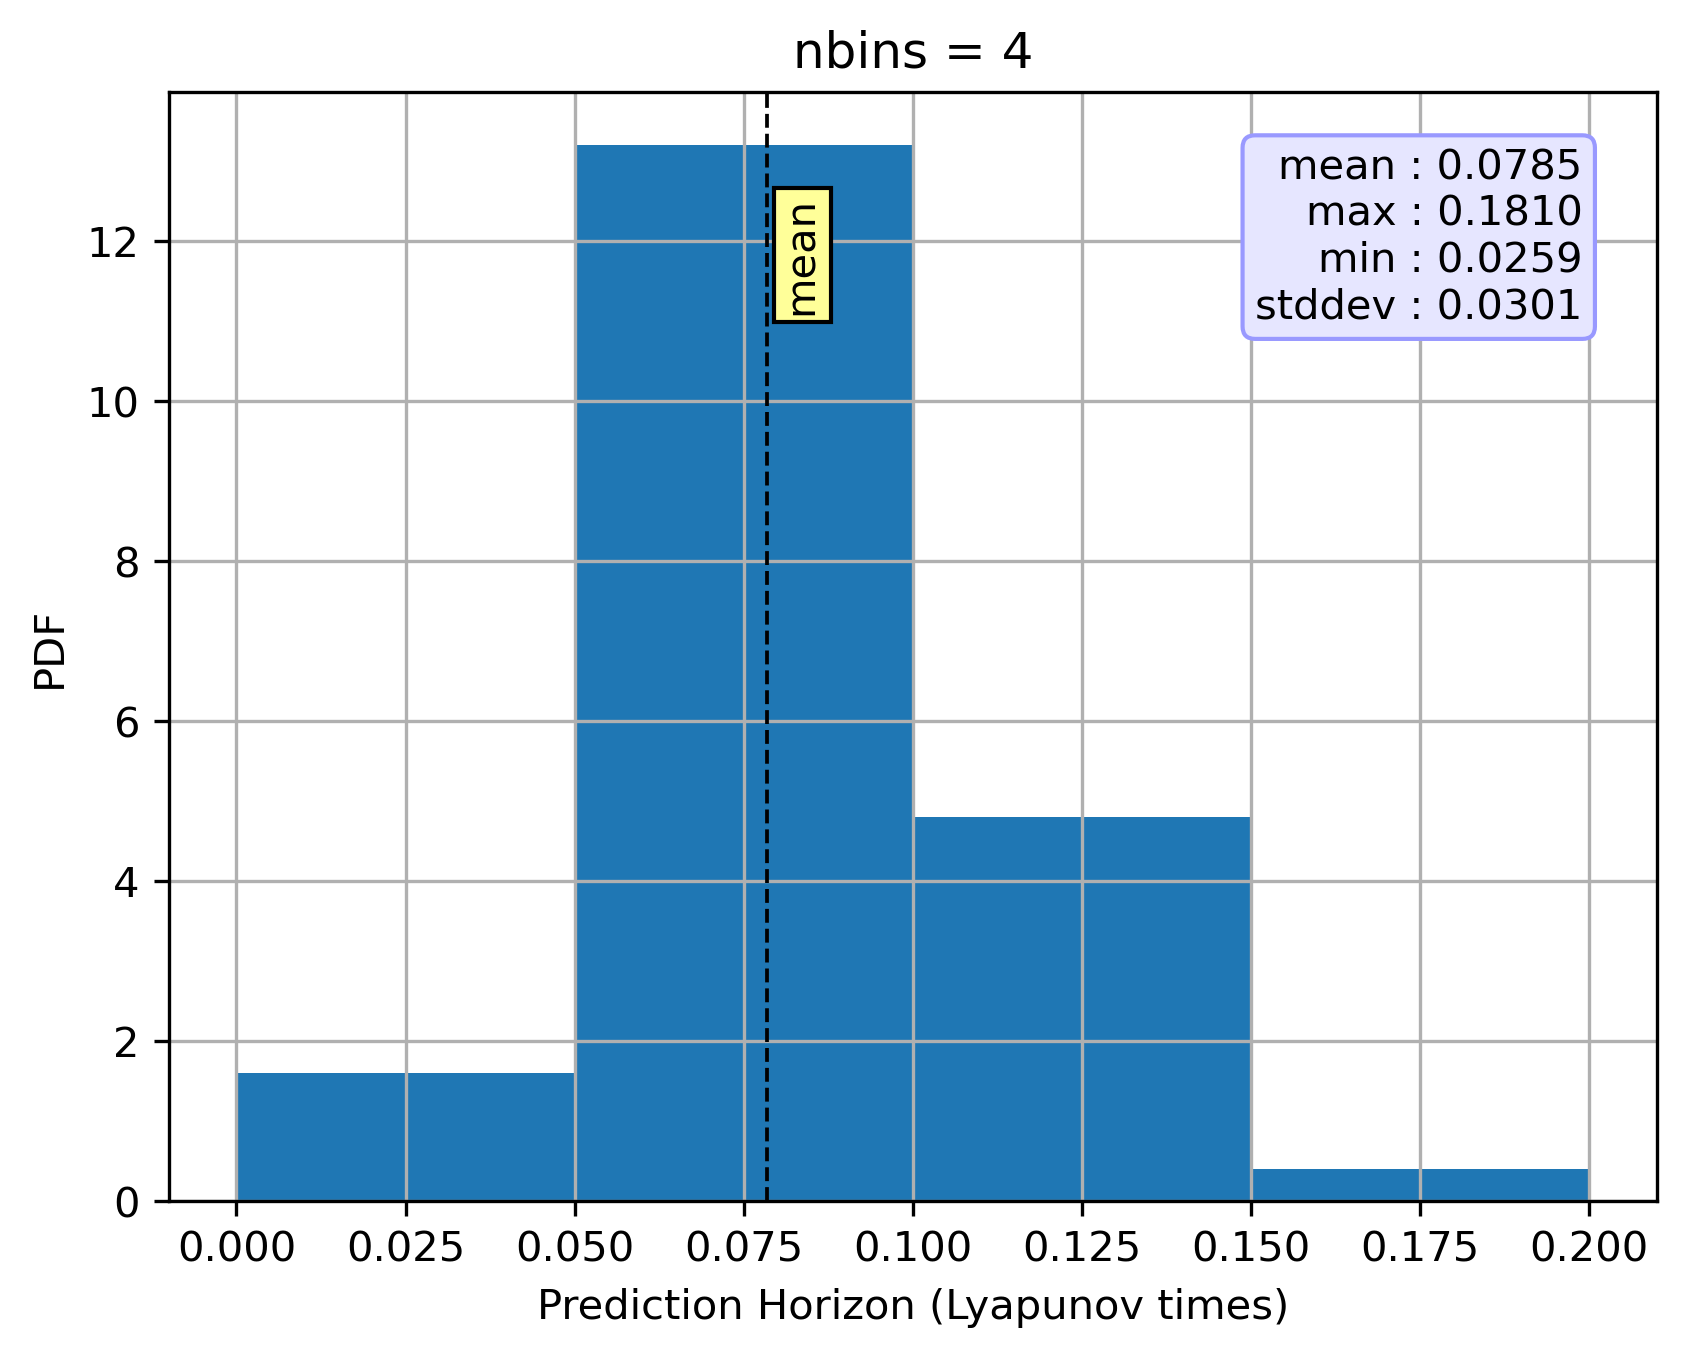 nbins = 4
mean : 0.0785
max : 0.1810
min : 0.0259
stddev : 0.0301
mean
12
10
8
6
4
2
0
PDF
0.000 0.025 0.050 0.075 0.100 0.125 0.150 0.175 0.200
Prediction Horizon (Lyapunov times)